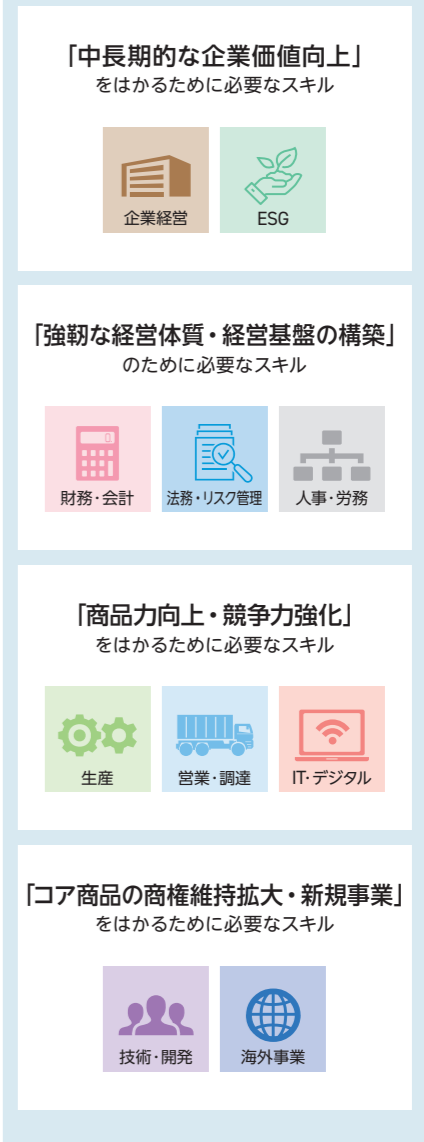 「中長期的な企業価値向上」
をはかるために必要なスキル
企業経営
ESG
「強靭な経営体質・経営基盤の構築」
のために必要なスキル
財務・会計
法務・リスク管理
人事・労務
「商品力向上・競争力強化」
をはかるために必要なスキル
生産
営業・調達
IT・デジタル
「コア商品の商権維持拡大・新規事業」
をはかるために必要なスキル
技術・開発
海外事業